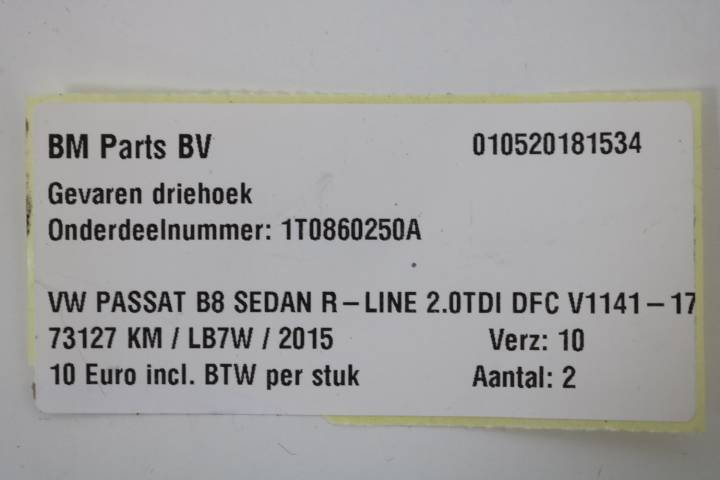 BM Parts BV 010520181534
Gevaren driehoek
Onderdeelnummer: 1T0860250A
VW PASSAT B8 SEDAN R-LINE 2.0TDI DFC V1141-17
73127 KM / LB7W / 2015 Verz: 10
10 Euro incl. BTW per stuk Aantal: 2